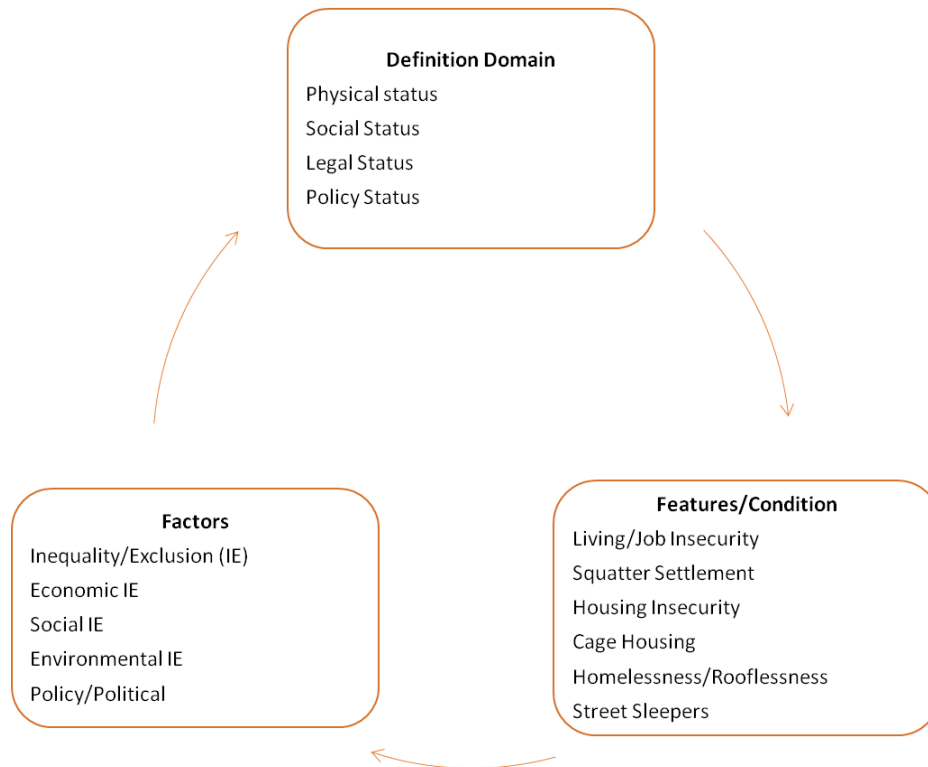 Definition Domain
Physical status
Social Status
Legal Status
Policy Status
Factors
Inequality/Exclusion (IE)
Economic IE
Social IE
Environmental IE
Policy/Political
Features/Condition
Living/Job Insecurity
Squatter Settlement
Housing Insecurity
Cage Housing
Homelessness/Rooflessness
Street Sleepers